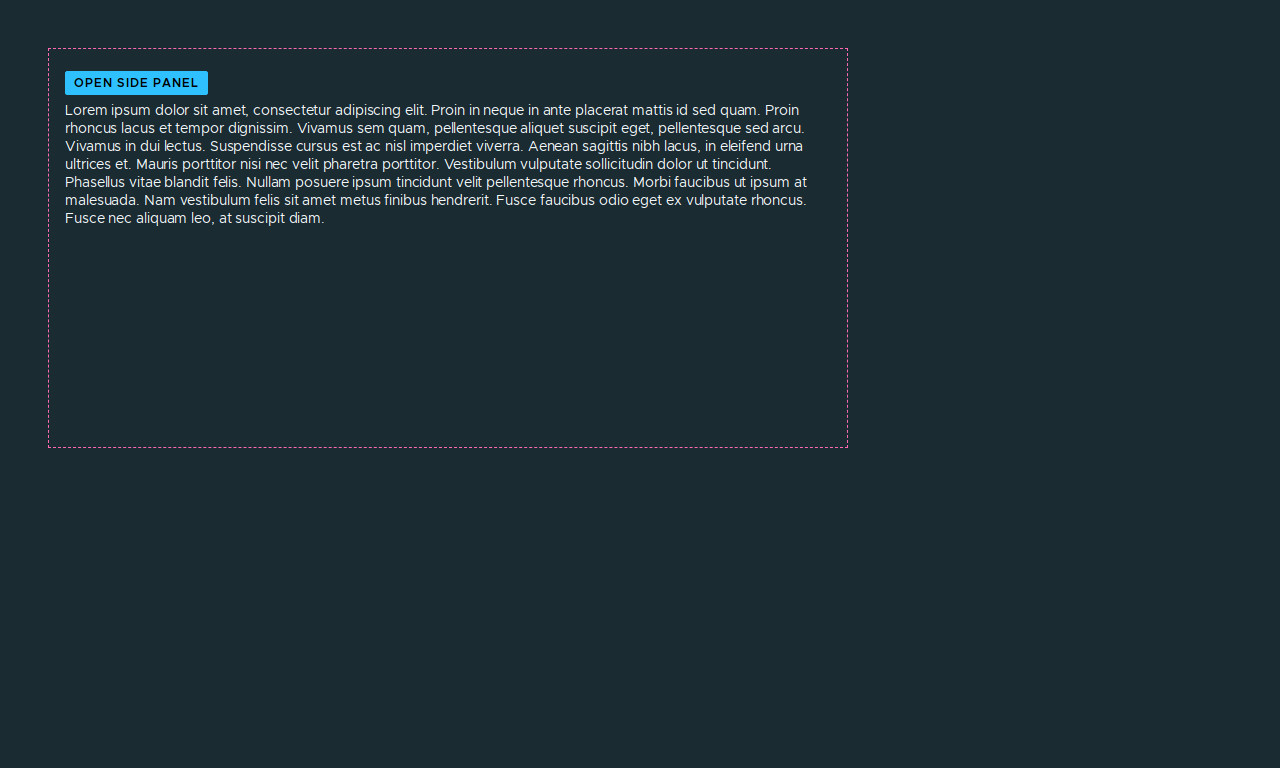 OPEN SIDE PANEL
Lorem ipsum dolor sit amet, consectetur adipiscing elit. Proin in neque in ante placerat mattis id sed quam. Proin
rhoncus lacus et tempor dignissim. Vivamus sem quam, pellentesque aliquet suscipit eget, pellentesque sed arcu.
Vivamus in dui lectus. Suspendisse cursus est ac nisl imperdiet viverra. Aenean sagittis nibh lacus, in eleifend urna
ultrices et. Mauris porttitor nisi nec velit pharetra porttitor. Vestibulum vulputate sollicitudin dolor ut tincidunt.
Phasellus vitae blandit felis. Nullam posuere ipsum tincidunt velit pellentesque rhoncus. Morbi faucibus ut ipsum at
malesuada. Nam vestibulum felis sit amet metus finibus hendrerit. Fusce faucibus odio eget ex vulputate rhoncus.
Fusce nec aliquam leo, at suscipit diam.